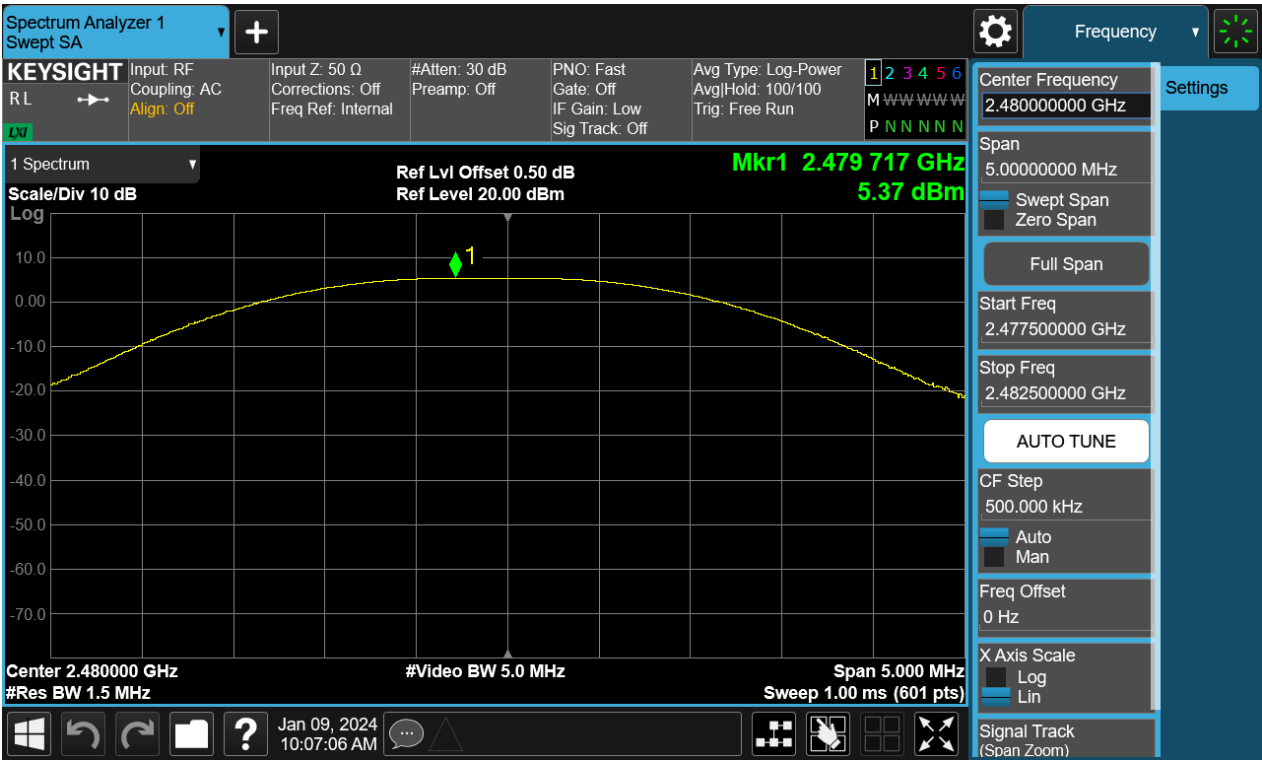 Spectrum Analyzer 1
Swept SA
+
Frequency
KEYSIGHT
R L
LXI
Input: RF
Coupling: AC
Align: Off
Input Z: 50 Ω
Corrections: Off
Freq Ref: Internal
#Atten: 30 dB
Preamp: Off
PNO: Fast
Gate: Off
IF Gain: Low
Sig Track: Off
Avg Type: Log-Power
Avg|Hold: 100/100
Trig: Free Run
1 2 3 4 5 6
M W W W W W
P N N N N N
1 Spectrum
Scale/Div 10 dB
Log
Ref Lvl Offset 0.50 dB
Ref Level 20.00 dBm
Mkr1 2.479 717 GHz
5.37 dBm
1
10.0
0.00
-10.0
-20.0
-30.0
-40.0
-50.0
-60.0
-70.0
Center 2.480000 GHz
#Res BW 1.5 MHz
#Video BW 5.0 MHz
Span 5.000 MHz
Sweep 1.00 ms (601 pts)
?
Jan 09, 2024
10:07:06 AM
Center Frequency
2.480000000 GHz
Span
5.00000000 MHz
Swept Span
Zero Span
Full Span
Start Freq
2.477500000 GHz
Stop Freq
2.482500000 GHz
AUTO TUNE
CF Step
500.000 kHz
Auto
Man
Freq Offset
0 Hz
X Axis Scale
Log
Lin
Signal Track
(Span Zoom)
Settings